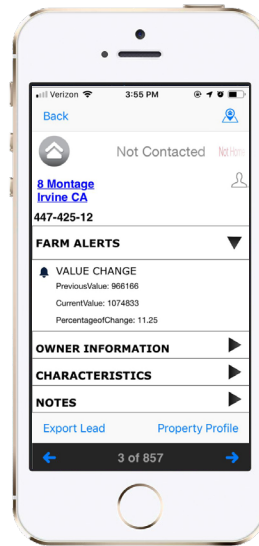 Verizon 3:55 PM
Back
Not Contacted Not Home
8 Montage
Irvine CA
447-425-12
FARM ALERTS
VALUE CHANGE
PreviousValue: 966166
CurrentValue: 1074833
PercentageofChange: 11.25
OWNER INFORMATION
CHARACTERISTICS
NOTES
Export Lead Property Profile
3 of 857